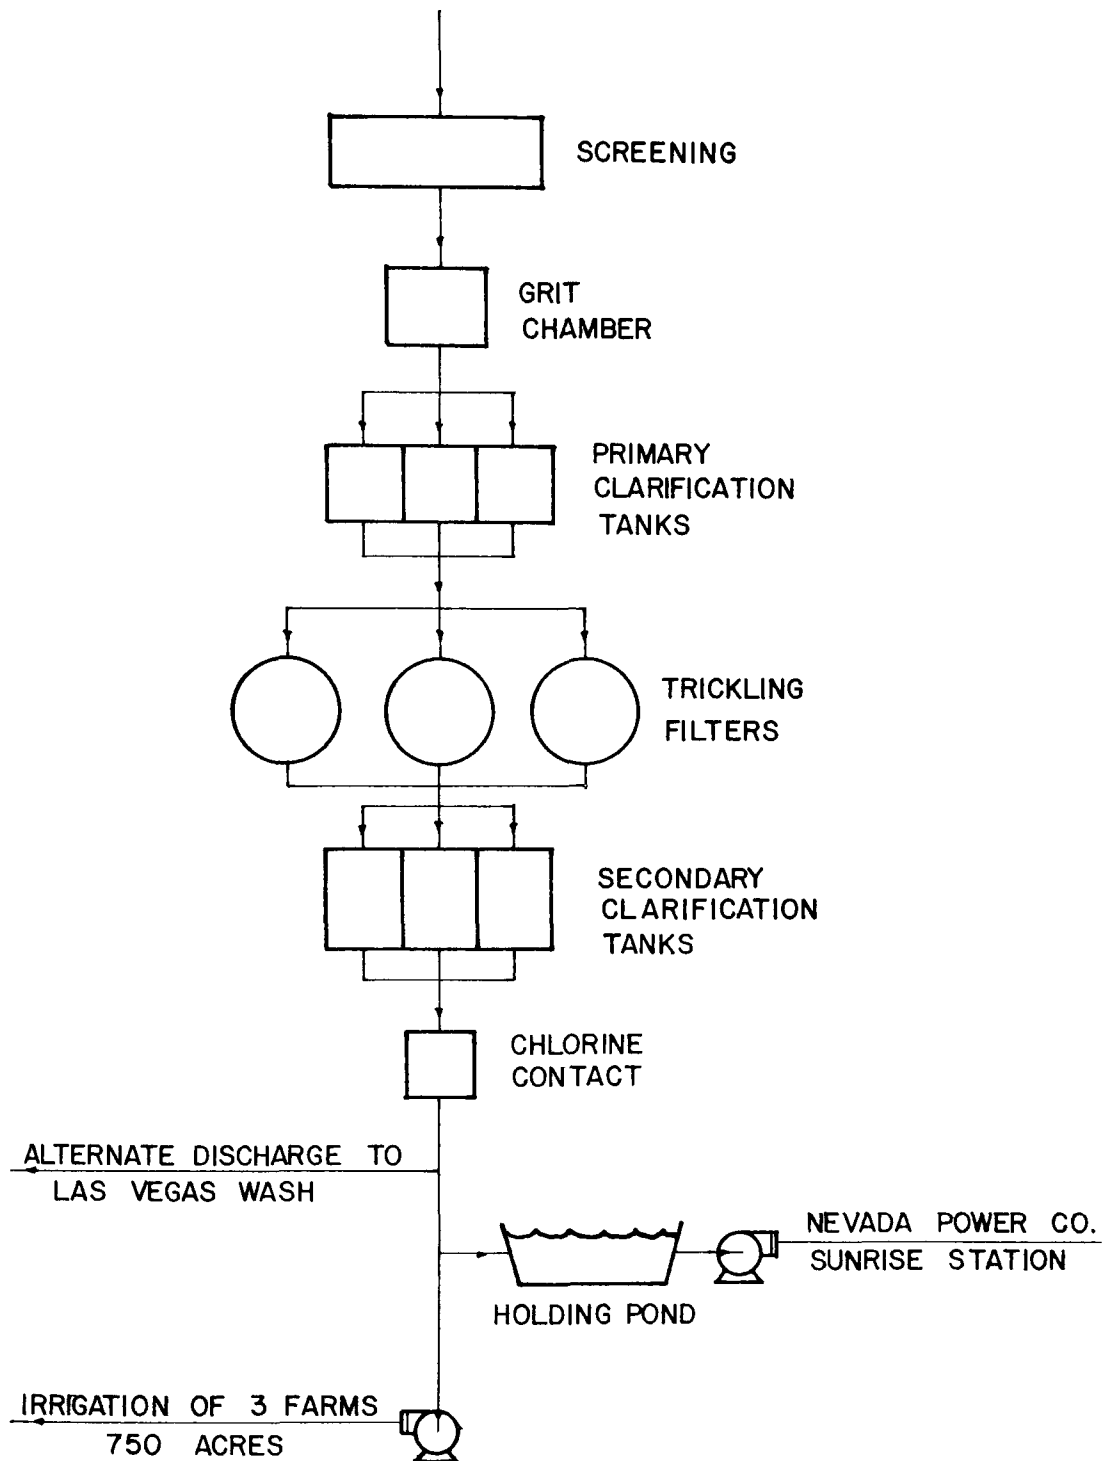 SCREENING
GRIT
CHAMBER
PRIMARY
CLARIFICATION
TANKS
TRICKLING
FILTERS
SECONDARY
CLARIFICATION
TANKS
CHLORINE
CONTACT
ALTERNATE DISCHARGE TO
LAS VEGAS WASH
NEVADA POWER CO.
SUNRISE STATION
HOLDING POND
IRRIGATION OF 3 FARMS
750 ACRES